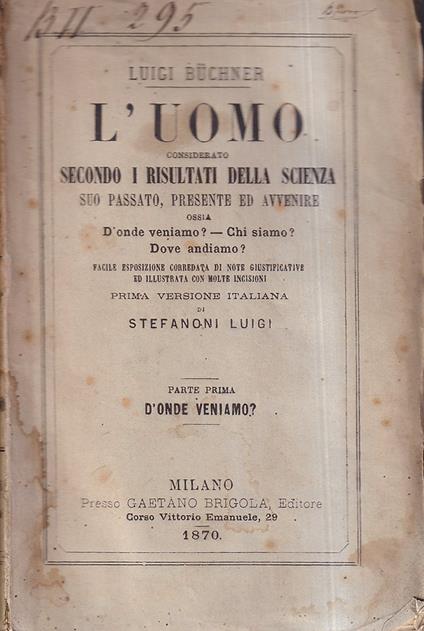 BII 295
LUIGI BÜCHNER
L'UOMO
CONSIDERATO
SECONDO I RISULTATI DELLA SCIENZA
SUO PASSATO, PRESENTE ED AVVENIRE
OSSIA
D'onde veniamo? — Chi siamo?
Dove andiamo?
FACILE ESPOSIZIONE CORREDATA DI NOTE GIUSTIFICATIVE
ED ILLUSTRATA CON MOLTE INCISIONI
PRIMA VERSIONE ITALIANA
DI
STEFANONI LUIGI
PARTE PRIMA
D'ONDE VENIAMO?
MILANO
Presso GAETANO BRIGOLA, Editore
Corso Vittorio Emanuele, 29
1870.